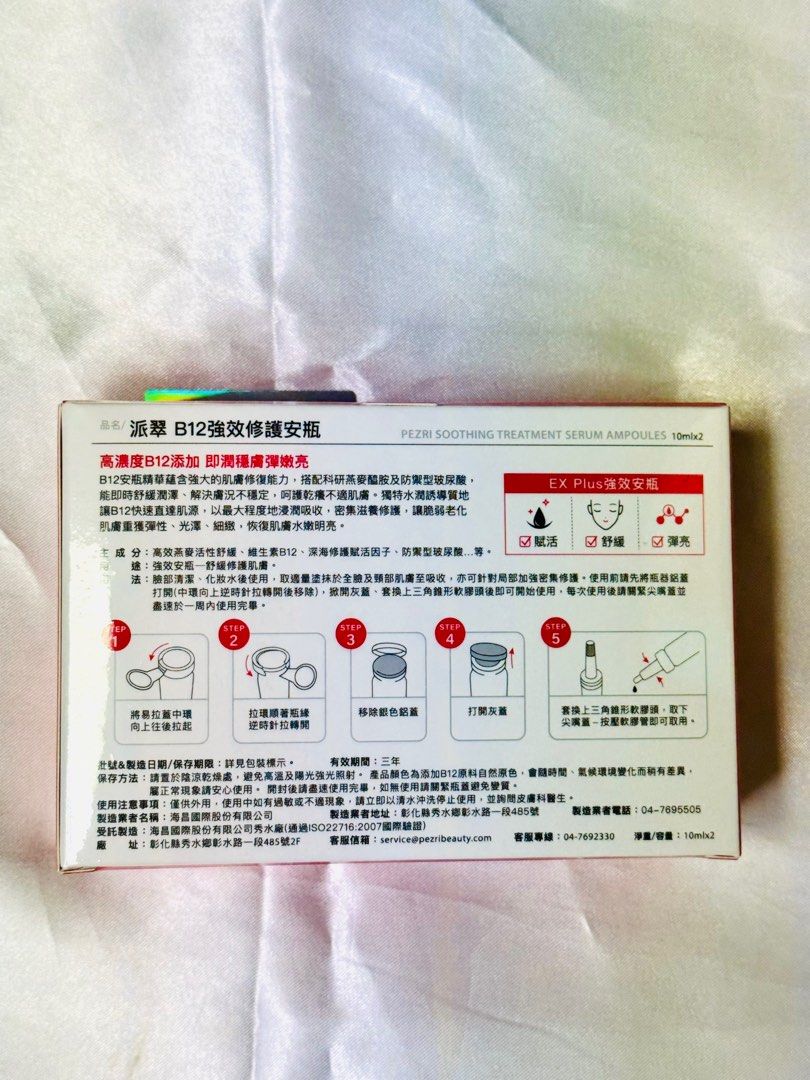 品名/ 派翠 B12強效修護安瓶 PEZRI SOOTHING TREATMENT SERUM AMPOULES 10mlx2
高濃度B12添加 即潤穩膚彈嫩亮
B12安瓶精華蘊含強大的肌膚修復能力，搭配科研燕麥醯胺及防禦型玻尿酸，
能即時舒緩潤澤、解決膚況不穩定，呵護乾癢不適肌膚。獨特水潤誘導質地
讓B12快速直達肌源，以最大程度地浸潤吸收，密集滋養修護，讓脆弱老化
肌膚重獲彈性、光澤、細緻，恢復肌膚水嫩明亮。
EX Plus強效安瓶
賦活 舒緩 彈亮
主 成 分：高效燕麥活性舒緩、維生素B12、深海修護賦活因子、防禦型玻尿酸...等。
途：強效安瓶—舒緩修護肌膚。
法：臉部清潔、化妝水後使用，取適量塗抹於全臉及頸部肌膚至吸收，亦可針對局部加強密集修護。使用前請先將瓶器鋁蓋
打開(中環向上逆時針拉轉開後移除)，掀開灰蓋、套換上三角錐形軟膠頭後即可開始使用，每次使用後請關緊尖嘴蓋並
盡速於一周內使用完畢。
STEP 1
將易拉蓋中環
向上往後拉起
STEP 2
拉環順著瓶緣
逆時針拉轉開
STEP 3
移除銀色鋁蓋
STEP 4
打開灰蓋
STEP 5
套換上三角錐形軟膠頭，取下
尖嘴蓋－按壓軟膠管即可取用。
批號&製造日期/保存期限：詳見包裝標示。 有效期間：三年
保存方法：請置於陰涼乾燥處，避免高溫及陽光強光照射。產品顏色為添加B12原料自然原色，會隨時間、氣候環境變化而稍有差異，
屬正常現象請安心使用。開封後請盡速使用完畢，如無使用請關緊瓶蓋避免變質。
使用注意事項：僅供外用，使用中如有過敏或不適現象，請立即以清水沖洗停止使用，並詢問皮膚科醫生。
製造業者名稱：海昌國際股份有限公司 製造業者地址：彰化縣秀水鄉彰水路一段485號 製造業者電話：04-7695505
受託製造：海昌國際股份有限公司秀水廠(通過ISO22716:2007國際驗證)
廠 址：彰化縣秀水鄉彰水路一段485號2F 客服信箱：service@pezribeauty.com 客服專線：04-7692330 淨重/容量：10mlx2